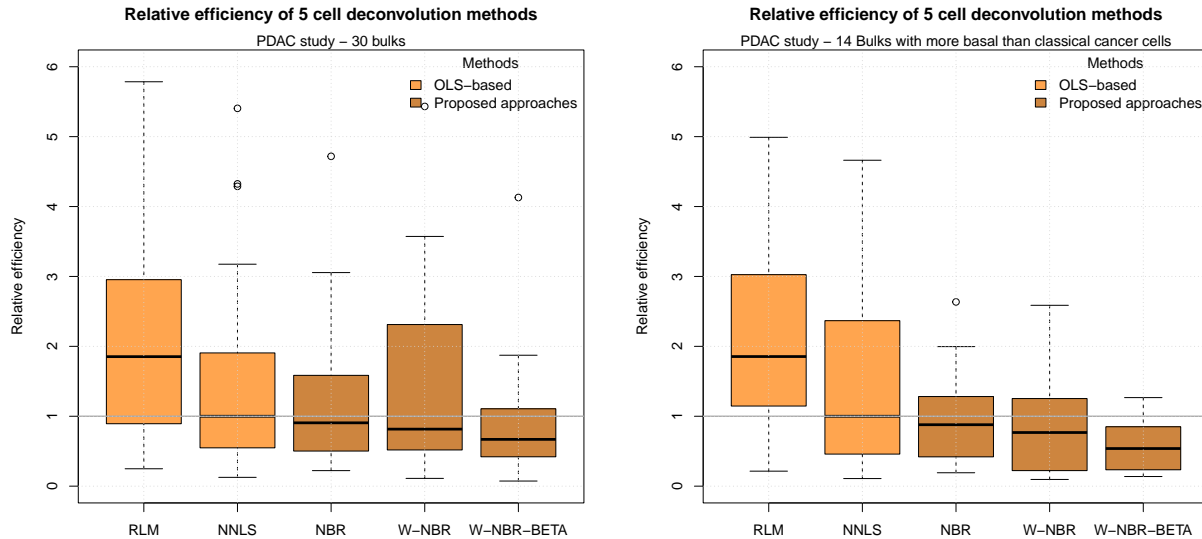 Relative efficiency of 5 cell deconvolution methods
PDAC study − 30 bulks
Methods
OLS−based
Proposed approaches
Relative efficiency
6
5
4
3
2
1
0
RLM
NNLS
NBR
W−NBR
W−NBR−BETA
Relative efficiency of 5 cell deconvolution methods
PDAC study − 14 Bulks with more basal than classical cancer cells
Methods
OLS−based
Proposed approaches
Relative efficiency
6
5
4
3
2
1
0
RLM
NNLS
NBR
W−NBR
W−NBR−BETA